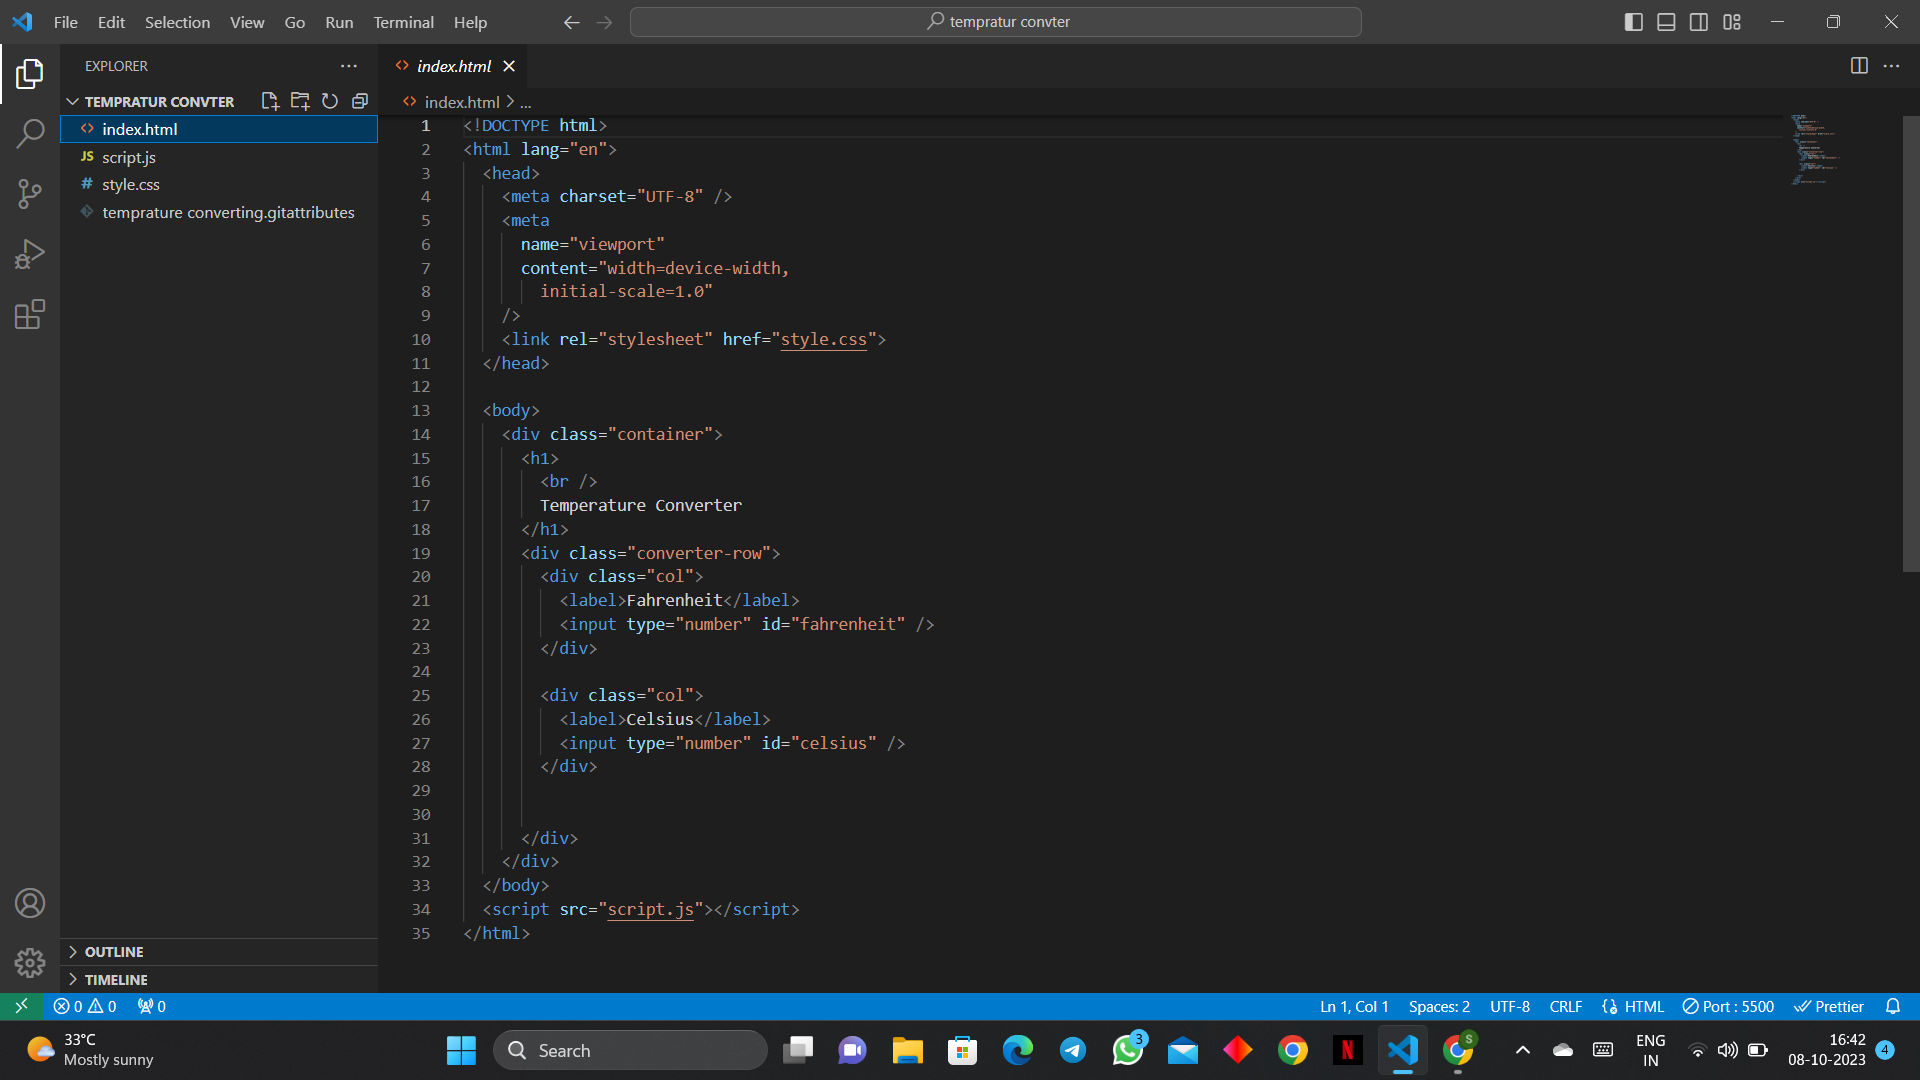 File Edit Selection View Go Run Terminal Help
tempratur convter
EXPLORER
TEMPRATUR CONVTER
index.html
JS script.js
# style.css
temprature converting.gitattributes
OUTLINE
TIMELINE
index.html
index.html > ...
1 <!DOCTYPE html>
2 <html lang="en">
3 <head>
4 <meta charset="UTF-8" />
5 <meta
6 name="viewport"
7 content="width=device-width,
8 initial-scale=1.0"
9 />
10 <link rel="stylesheet" href="style.css">
11 </head>
12
13 <body>
14 <div class="container">
15 <h1>
16 <br />
17 Temperature Converter
18 </h1>
19 <div class="converter-row">
20 <div class="col">
21 <label>Fahrenheit</label>
22 <input type="number" id="fahrenheit" />
23 </div>
24
25 <div class="col">
26 <label>Celsius</label>
27 <input type="number" id="celsius" />
28 </div>
29
30
31 </div>
32 </div>
33 </body>
34 <script src="script.js"></script>
35 </html>
0 0 0 Ln 1, Col 1 Spaces: 2 UTF-8 CRLF HTML Port : 5500 Prettier
33°C
Mostly sunny
Search
3
N
S
ENG
IN
16:42
08-10-2023
4